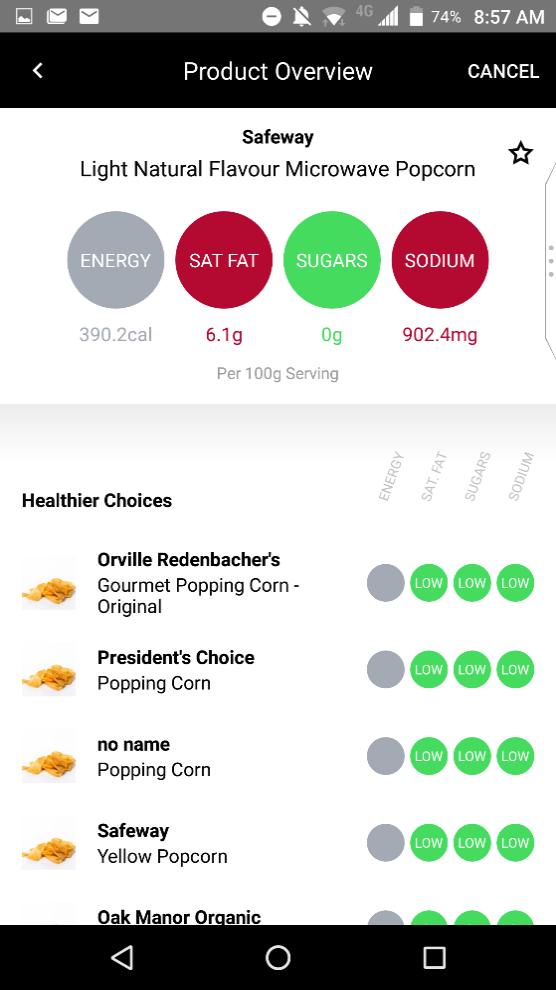 4G 74% 8:57 AM
Product Overview CANCEL
Safeway
Light Natural Flavour Microwave Popcorn
ENERGY SAT FAT SUGARS SODIUM
390.2cal 6.1g 0g 902.4mg
Per 100g Serving
ENERGY SAT. FAT SUGARS SODIUM
Healthier Choices
Orville Redenbacher's
Gourmet Popping Corn -
Original
LOW LOW LOW
President's Choice
Popping Corn
LOW LOW LOW
no name
Popping Corn
LOW LOW LOW
Safeway
Yellow Popcorn
LOW LOW LOW
Oak Manor Organic